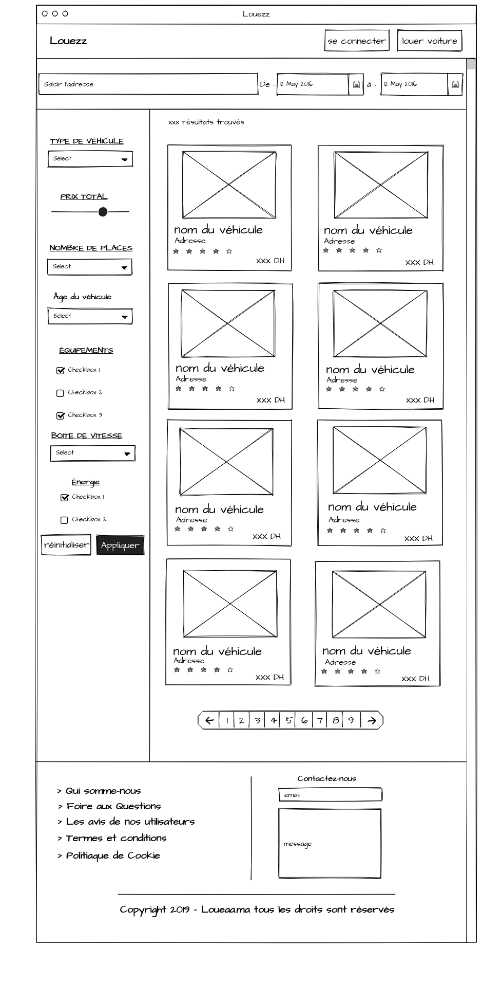 Louezz
Louezz se connecter louer voiture
Saisir l'adresse De : 12 May 2016 à : 12 May 2016
xxx résultats trouvés
TYPE DE VÉHICULE
Select
PRIX TOTAL
NOMBRE DE PLACES
Select
Âge du véhicule
Select
ÉQUIPEMENTS
Checkbox 1
Checkbox 2
Checkbox 3
BOITE DE VITESSE
Select
Énergie
Checkbox 1
Checkbox 2
réinitialiser Appliquer
nom du véhicule
Adresse
xxx DH
nom du véhicule
Adresse
xxx DH
nom du véhicule
Adresse
xxx DH
nom du véhicule
Adresse
xxx DH
nom du véhicule
Adresse
xxx DH
nom du véhicule
Adresse
xxx DH
nom du véhicule
Adresse
xxx DH
nom du véhicule
Adresse
xxx DH
← 1 2 3 4 5 6 7 8 9 →
> Qui somme-nous
> Foire aux Questions
> Les avis de nos utilisateurs
> Termes et conditions
> Politiaque de Cookie
Contactez-nous
email
message
Copyright 2019 - Loueaa.ma tous les droits sont réservés